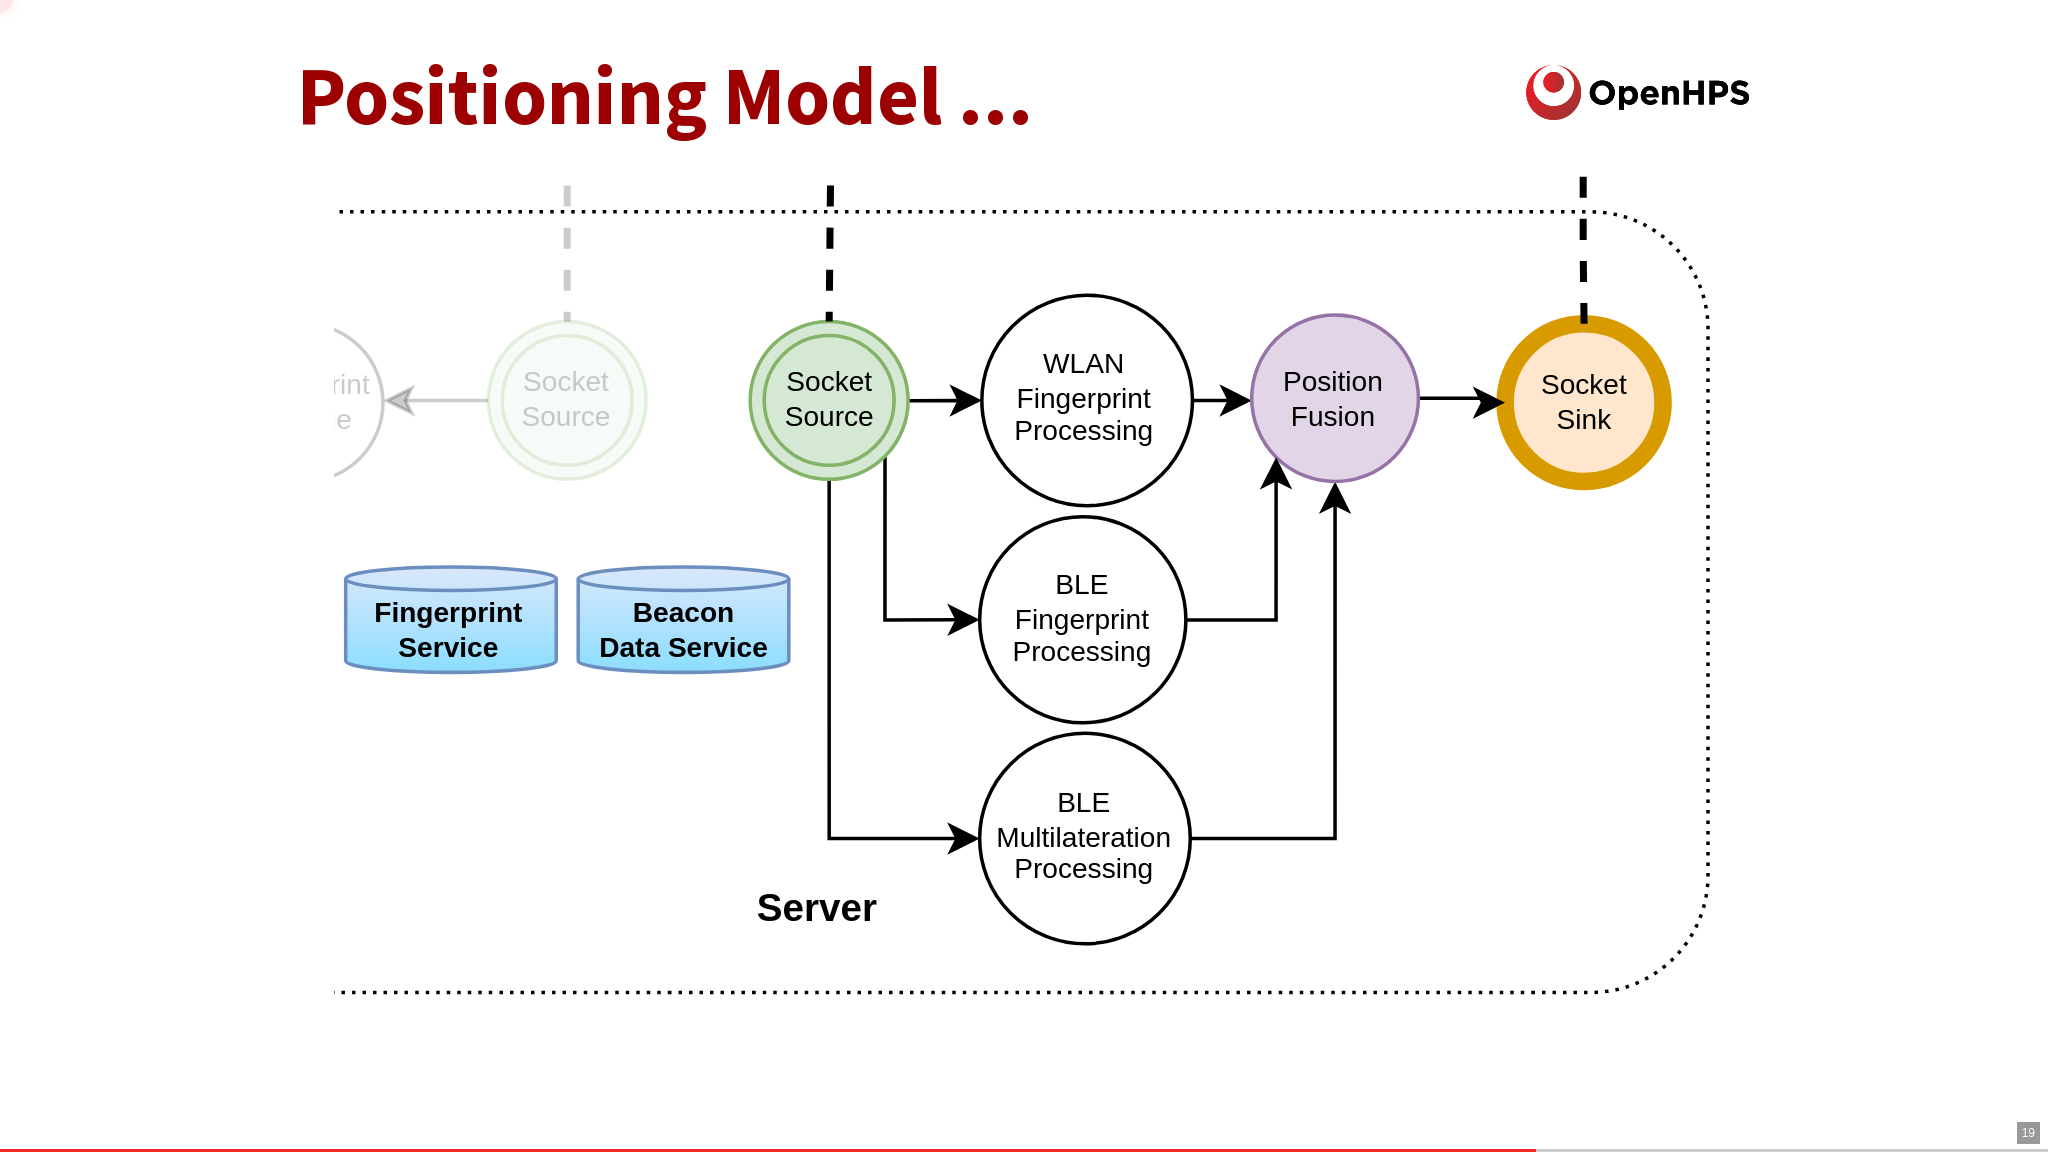 Positioning Model ...
OpenHPS
Socket
Source
Socket
Source
WLAN
Fingerprint
Processing
Position
Fusion
Socket
Sink
Fingerprint
Service
Beacon
Data Service
BLE
Fingerprint
Processing
BLE
Multilateration
Processing
Server
19